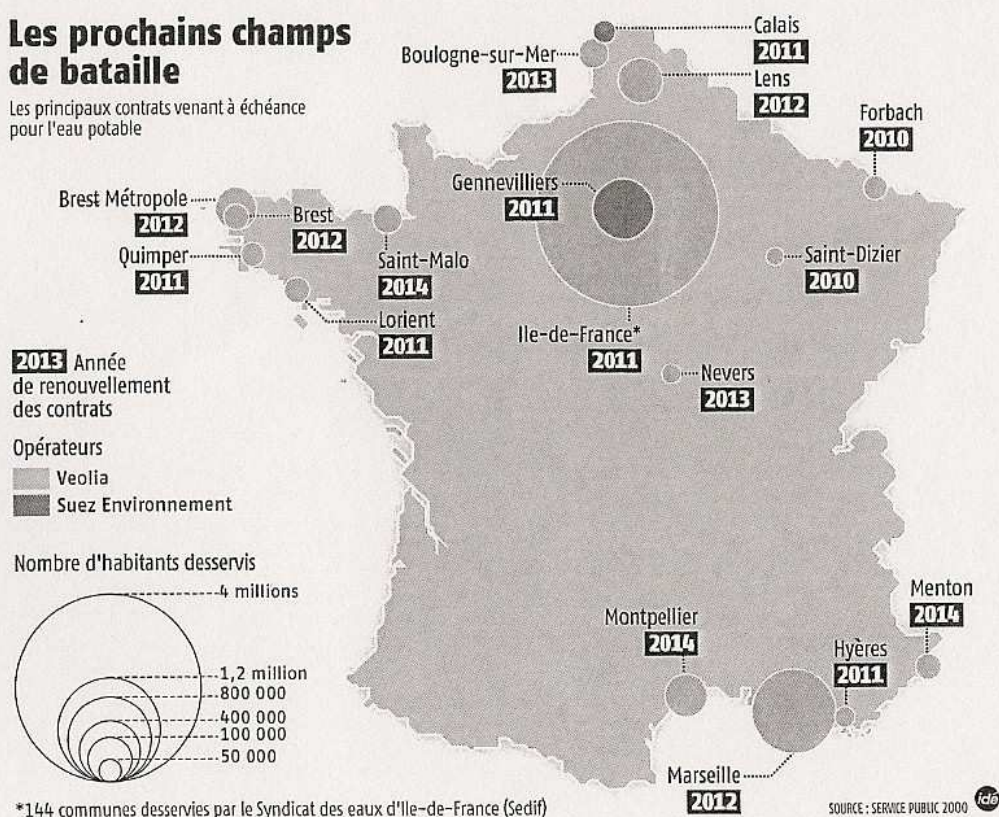 Les prochains champs
de bataille
Les principaux contrats venant à échéance
pour l'eau potable
Calais
2011
Boulogne-sur-Mer
2013
Lens
2012
Forbach
2010
Gennevilliers
2011
Brest Métropole
2012
Brest
2012
Quimper
2011
Saint-Malo
2014
Saint-Dizier
2010
Lorient
2011
Ile-de-France*
2011
Nevers
2013
2013 Année
de renouvellement
des contrats
Opérateurs
Veolia
Suez Environnement
Nombre d'habitants desservis
4 millions
1,2 million
800 000
400 000
100 000
50 000
Menton
2014
Montpellier
2014
Hyères
2011
Marseille
2012
*144 communes desservies par le Syndicat des eaux d'Ile-de-France (Sedif)
SOURCE : SERVICE PUBLIC 2000
idé